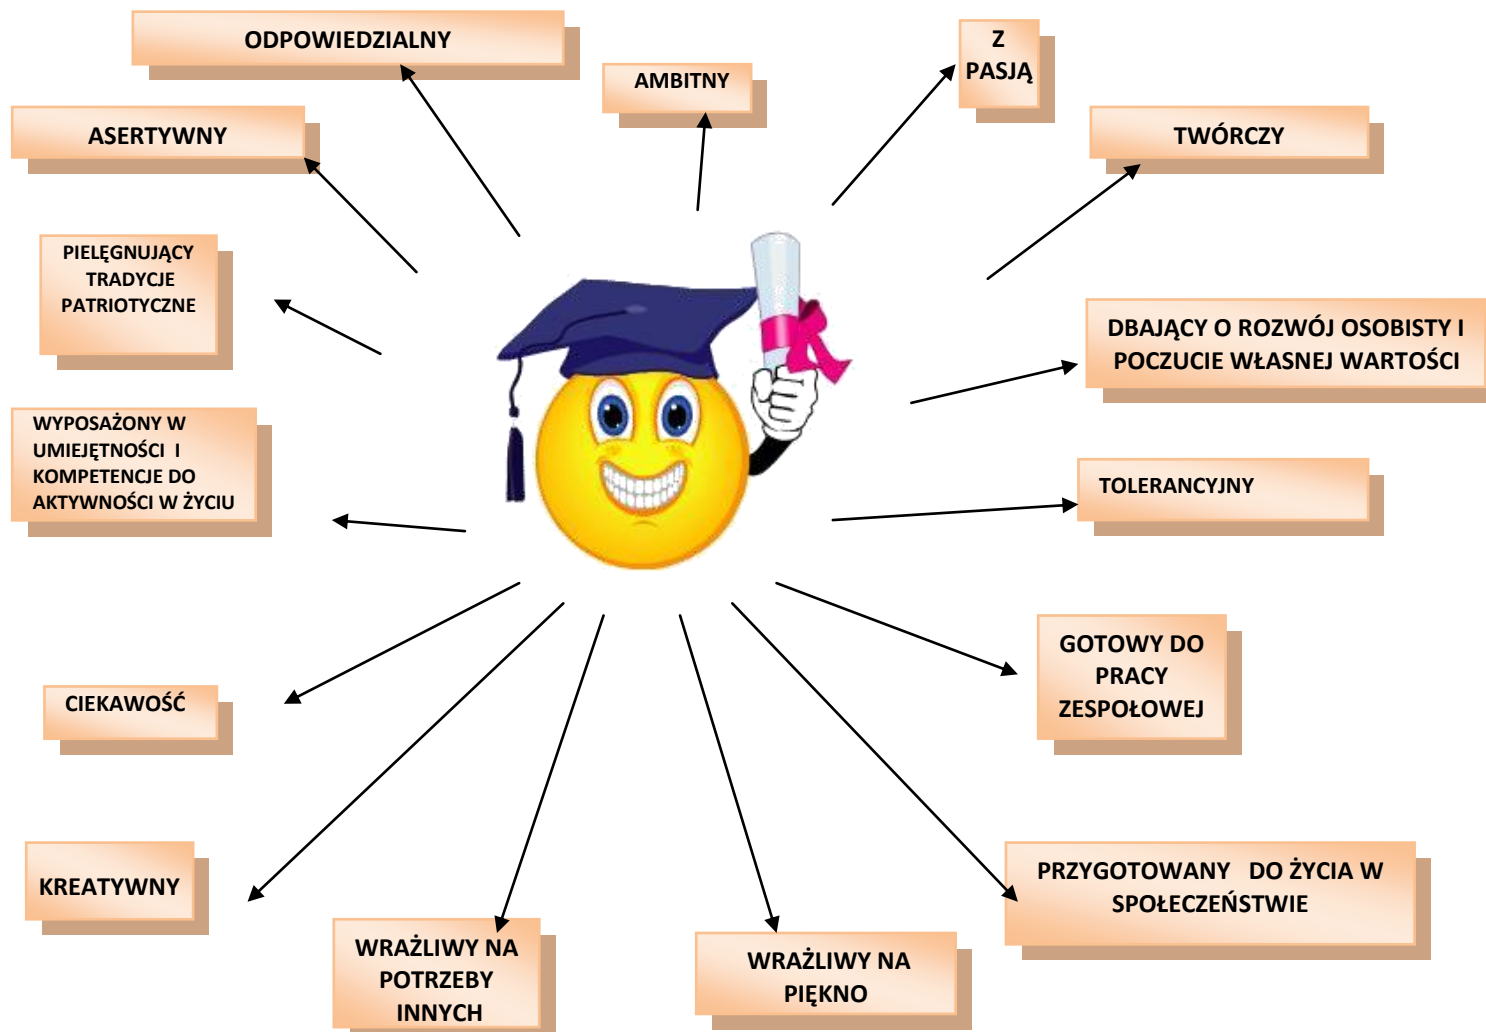 ODPOWIEDZIALNY
AMBITNY
Z
PASJĄ
ASERTYWNY
TWÓRCZY
PIELĘGNUJĄCY
TRADYCJE
PATRIOTYCZNE
DBAJĄCY O ROZWÓJ OSOBISTY I
POCZUCIE WŁASNEJ WARTOŚCI
WYPOSAŻONY W
UMIEJĘTNOŚCI I
KOMPETENCJE DO
AKTYWNOŚCI W ŻYCIU
TOLERANCYJNY
GOTOWY DO
PRACY
ZESPOŁOWEJ
CIEKAWOŚĆ
KREATYWNY
PRZYGOTOWANY DO ŻYCIA W
SPOŁECZEŃSTWIE
WRAŻLIWY NA
POTRZEBY
INNYCH
WRAŻLIWY NA
PIĘKNO